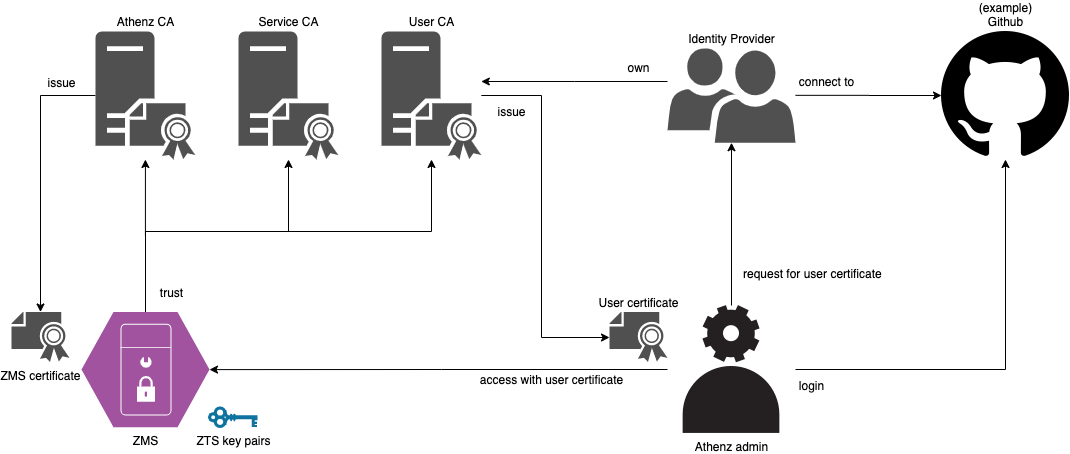 Athenz CA
Service CA
User CA
(example)
Github
Identity Provider
issue
own
connect to
issue
trust
request for user certificate
User certificate
ZMS certificate
access with user certificate
login
ZMS
ZTS key pairs
Athenz admin